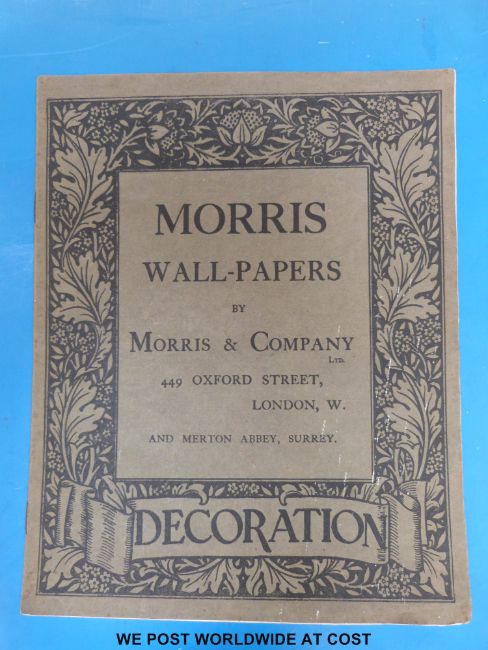 MORRIS
WALL-PAPERS
BY
MORRIS & COMPANY
LTD.
449 OXFORD STREET,
LONDON, W.
AND MERTON ABBEY, SURREY.
DECORATION
WE POST WORLDWIDE AT COST